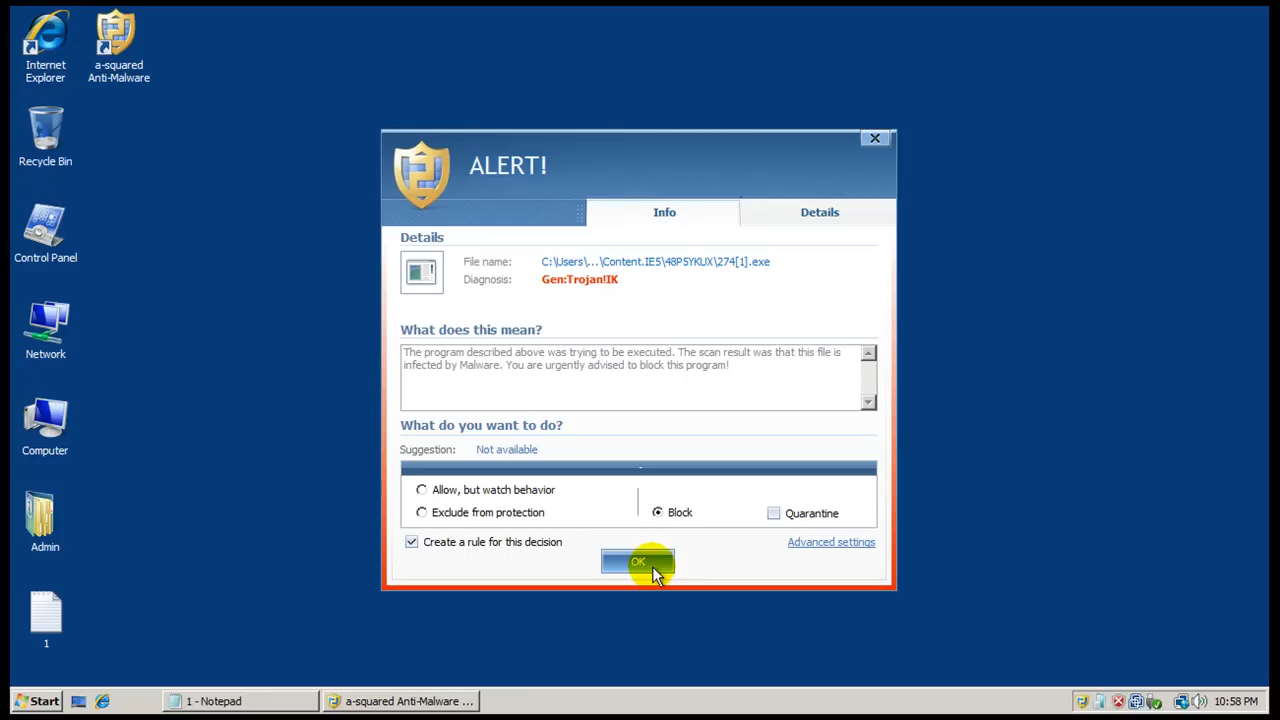 Internet
Explorer
a-squared
Anti-Malware
Recycle Bin
Control Panel
Network
Computer
Admin
1
ALERT!
Info
Details
Details
File name: C:\Users\...\Content.IE5\48P5YKUX\274[1].exe
Diagnosis: Gen:Trojan!IK
What does this mean?
The program described above was trying to be executed. The scan result was that this file is
infected by Malware. You are urgently advised to block this program!
What do you want to do?
Suggestion: Not available
Allow, but watch behavior
Exclude from protection
Block
Quarantine
Create a rule for this decision
Advanced settings
OK
Start
1 - Notepad
a-squared Anti-Malware ...
10:58 PM